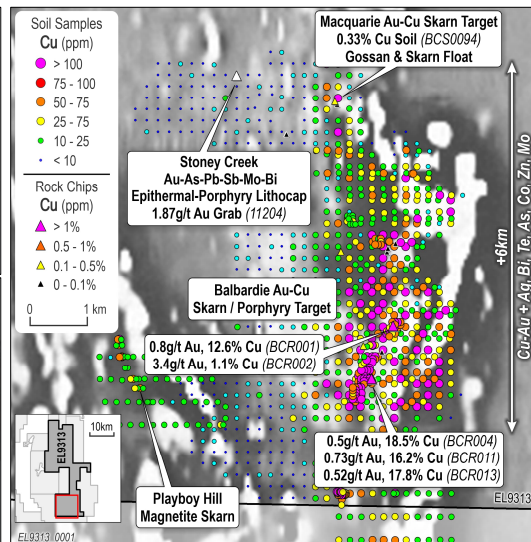 Soil Samples
Cu (ppm)
> 100
75 - 100
50 - 75
25 - 75
10 - 25
< 10
Rock Chips
Cu (ppm)
> 1%
0.5 - 1%
0.1 - 0.5%
0 - 0.1%
0 1 km
Macquarie Au-Cu Skarn Target
0.33% Cu Soil (BCS0094)
Gossan & Skarn Float
Stoney Creek
Au-As-Pb-Sb-Mo-Bi
Epithermal-Porphyry Lithocap
1.87g/t Au Grab (11204)
Balbardie Au-Cu
Skarn / Porphyry Target
0.8g/t Au, 12.6% Cu (BCR001)
3.4g/t Au, 1.1% Cu (BCR002)
0.5g/t Au, 18.5% Cu (BCR004)
0.73g/t Au, 16.2% Cu (BCR011)
0.52g/t Au, 17.8% Cu (BCR013)
Playboy Hill
Magnetite Skarn
+6km
Cu-Au + Ag, Bi, Te, As, Co, Zn, Mo
EL9313
10km
EL9313
EL9313_0001